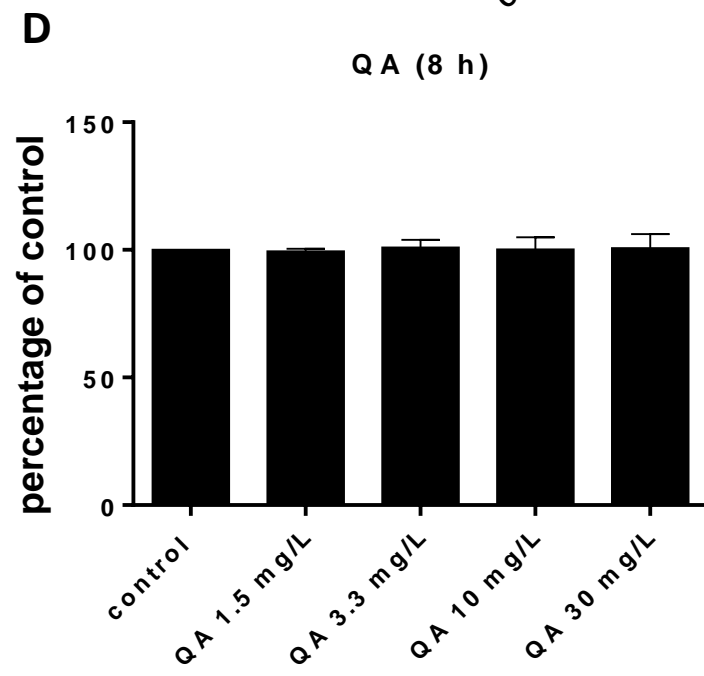 D
QA (8 h)
percentage of control
150
100
50
0
control
QA 1.5 mg/L
QA 3.3 mg/L
QA 10 mg/L
QA 30 mg/L